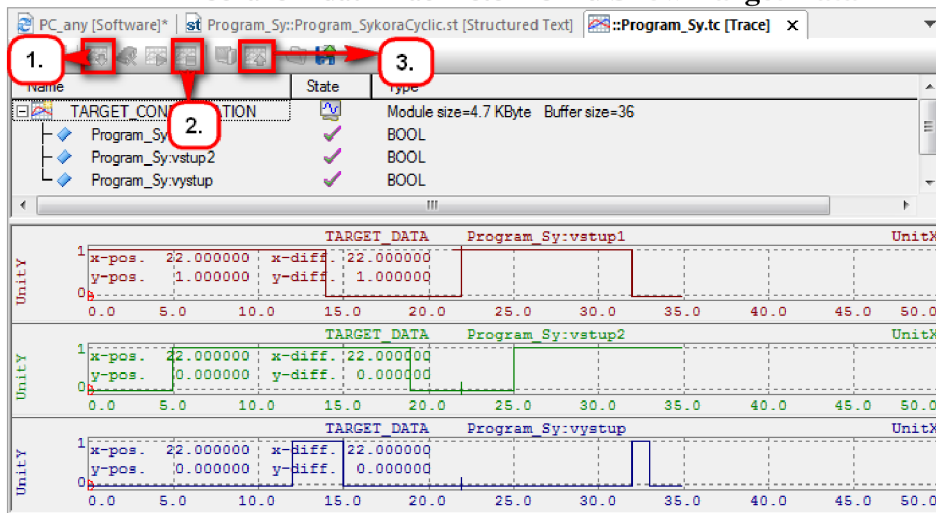 PC_any [Software]* Program_Sy::Program_SykoraCyclic.st [Structured Text] ::Program_Sy.tc [Trace] x
1.
3.
Name State Type
TARGET_CON ATION Module size=4.7 KByte Buffer size=36
2.
Program_Sy BOOL
Program_Sy:vstup2 BOOL
Program_Sy:vystup BOOL
TARGET_DATA Program_Sy:vstup1 UnitX
UnitY
1
x-pos. 22.000000 x-diff. 22.000000
y-pos. 1.000000 y-diff. 1.000000
0
0.0 5.0 10.0 15.0 20.0 25.0 30.0 35.0 40.0 45.0 50.0
TARGET_DATA Program_Sy:vstup2 UnitX
UnitY
1
x-pos. 22.000000 x-diff. 22.000000
y-pos. 0.000000 y-diff. 0.000000
0
0.0 5.0 10.0 15.0 20.0 25.0 30.0 35.0 40.0 45.0 50.0
TARGET_DATA Program_Sy:vystup UnitX
UnitY
1
x-pos. 22.000000 x-diff. 22.000000
y-pos. 0.000000 y-diff. 0.000000
0
0.0 5.0 10.0 15.0 20.0 25.0 30.0 35.0 40.0 45.0 50.0